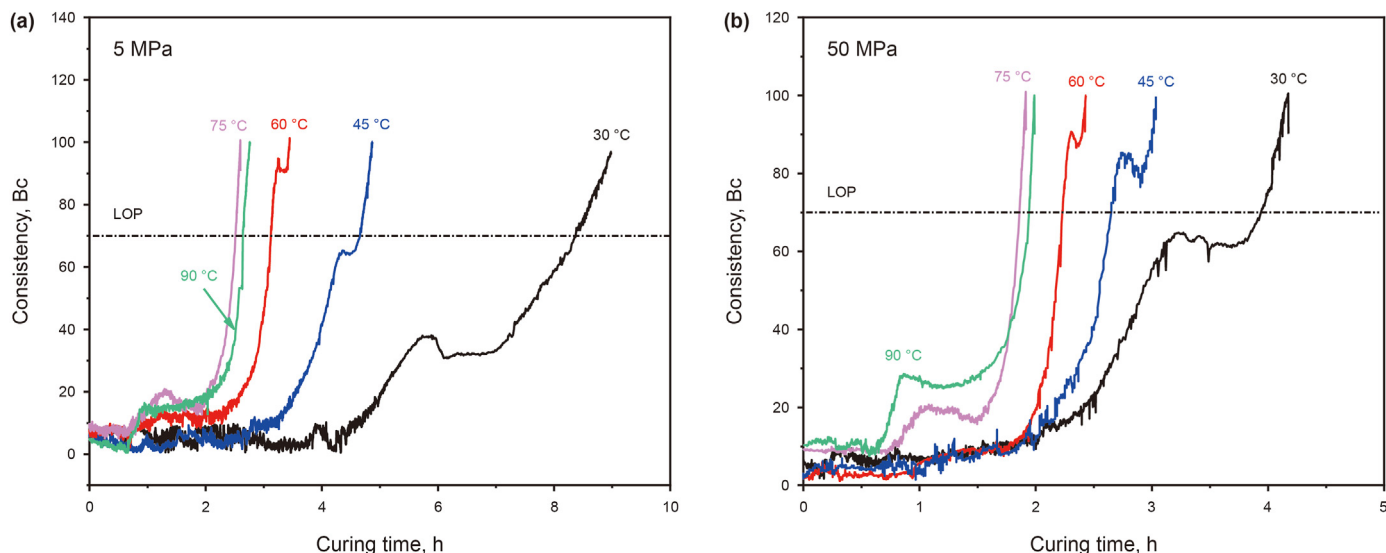 (a)
140
120
100
80
60
40
20
0
0
2
4
6
8
10
5 MPa
75 °C
60 °C
45 °C
30 °C
90 °C
LOP
Consistency, Bc
Curing time, h
(b)
120
100
80
60
40
20
0
0
1
2
3
4
5
50 MPa
75 °C
60 °C
45 °C
30 °C
90 °C
LOP
Consistency, Bc
Curing time, h